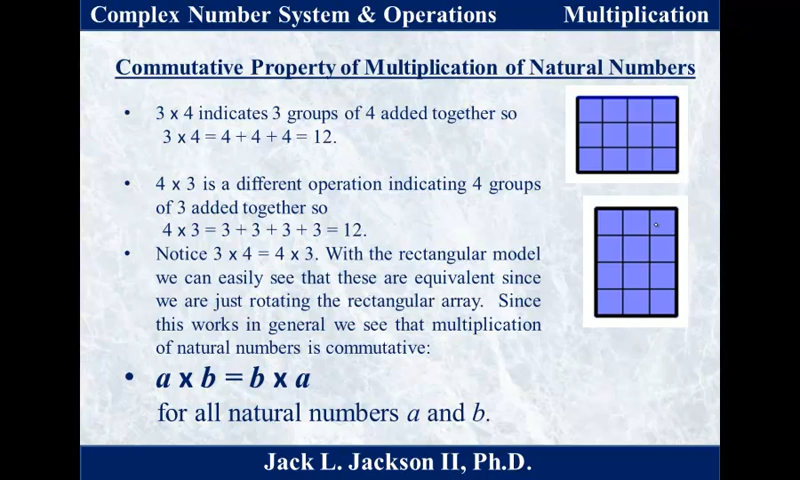 Complex Number System & Operations Multiplication
Commutative Property of Multiplication of Natural Numbers
• 3 x 4 indicates 3 groups of 4 added together so
3 x 4 = 4 + 4 + 4 = 12.
• 4 x 3 is a different operation indicating 4 groups
of 3 added together so
4 x 3 = 3 + 3 + 3 + 3 = 12.
• Notice 3 x 4 = 4 x 3. With the rectangular model
we can easily see that these are equivalent since
we are just rotating the rectangular array. Since
this works in general we see that multiplication
of natural numbers is commutative:
• a x b = b x a
for all natural numbers a and b.
Jack L. Jackson II, Ph.D.